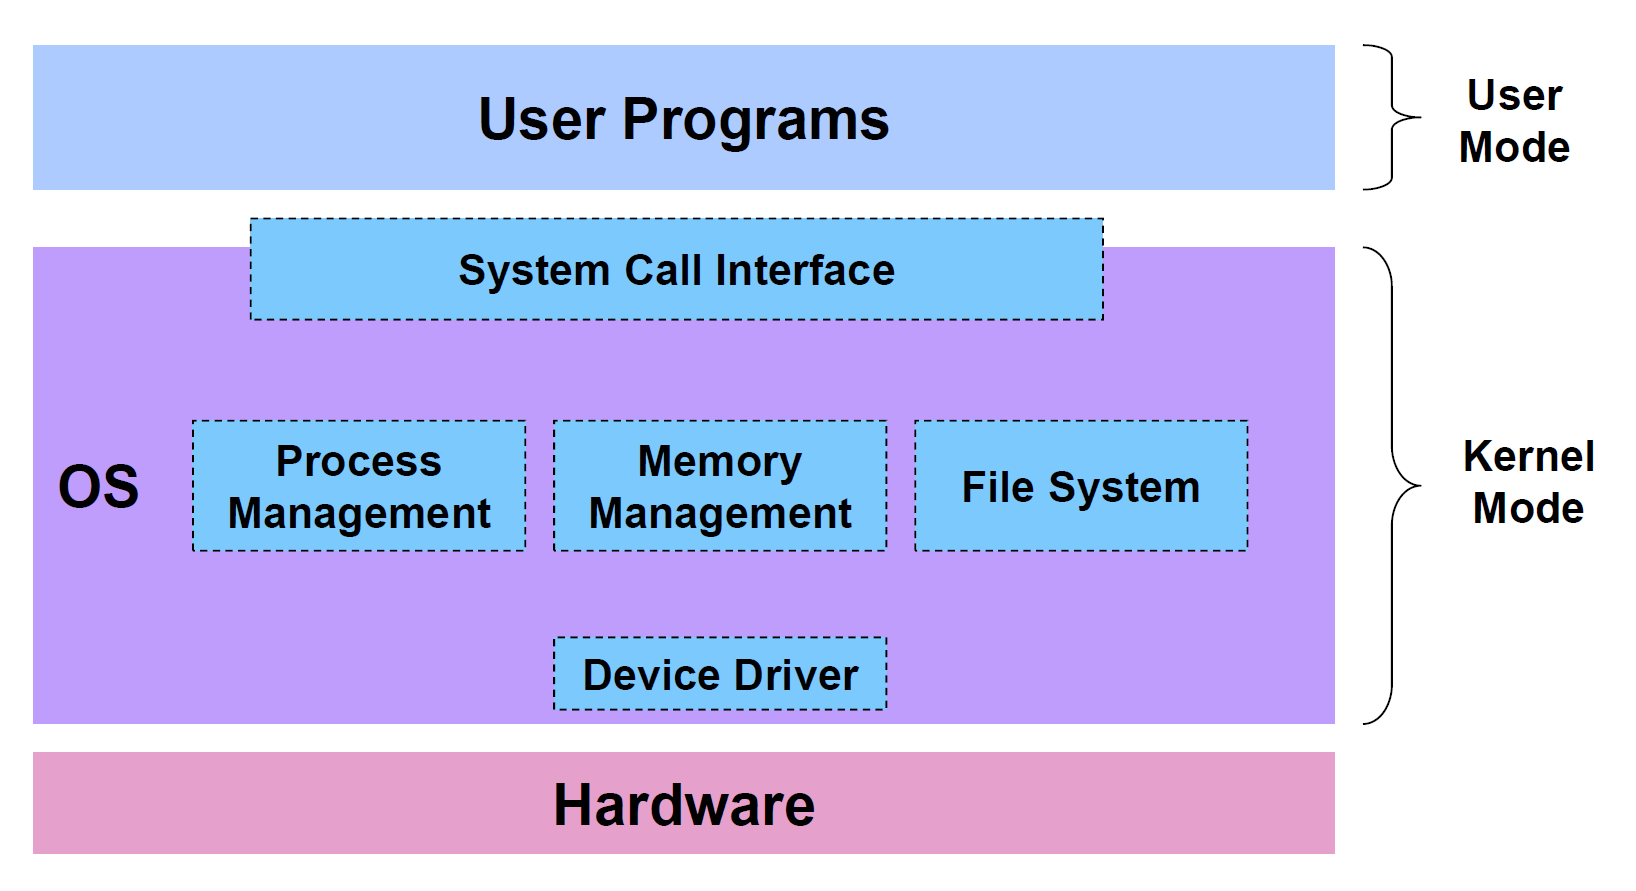 User Programs
User
Mode
System Call Interface
OS
Process
Management
Memory
Management
File System
Kernel
Mode
Device Driver
Hardware